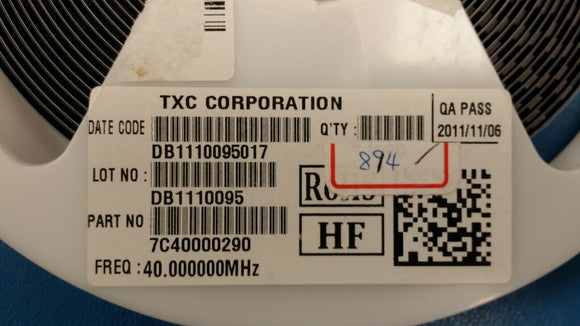 TXC CORPORATION
QA PASS
2011/11/06
DATE CODE
Q'TY :
DB1110095017
894
LOT NO :
DB1110095
PART NO
7C40000290
HF
FREQ : 40.000000MHz